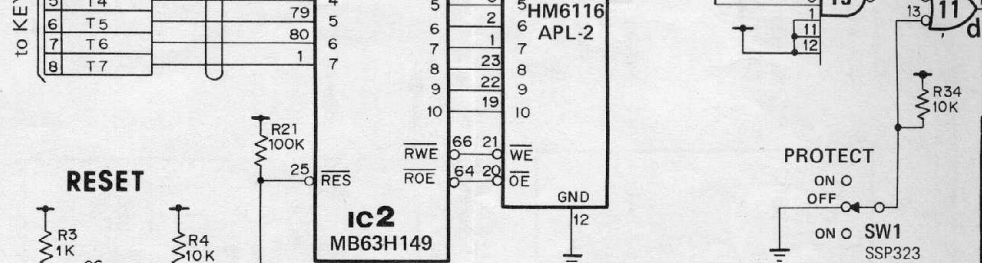 to KEY
5 T4
6 T5
7 T6
8 T7
79
80
1
4
5
6
7
R21
100K
25
RES
RESET
R3
1K
R4
10K
IC2
MB63H149
5
6
7
8
9
10
RWE
ROE
66
64
2
1
23
22
19
21
20
5
6
7
8
9
10
HM6116
APL-2
WE
OE
GND
12
1
11
12
13
11
R34
10K
PROTECT
ON
OFF
ON
SW1
SSP323